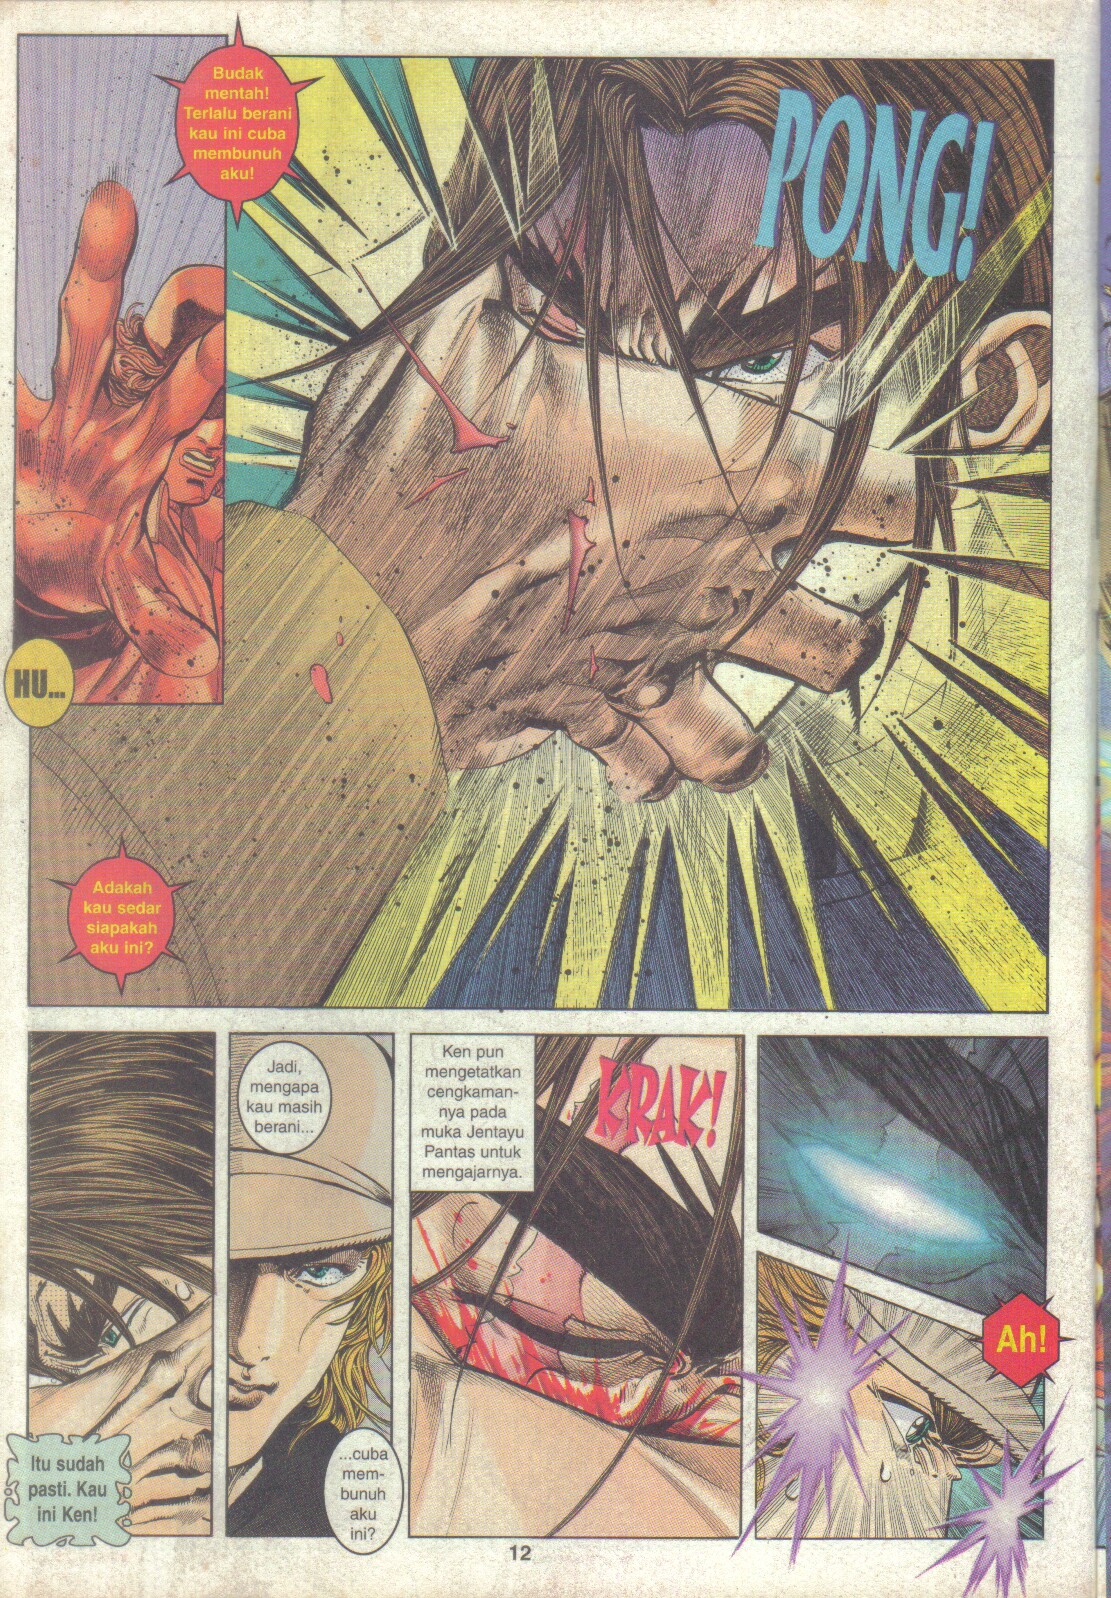 Budak
mentah!
Terlalu berani
kau ini cuba
membunuh
aku!
PONG!
HU...
Adakah
kau sedar
siapakah
aku ini?
Itu sudah
pasti. Kau
ini Ken!
Jadi,
mengapa
kau masih
berani...
...cuba
mem-
bunuh
aku
ini?
Ken pun
mengetatkan
cengkaman-
nya pada
muka Jentayu
Pantas untuk
mengajarnya.
KRAK!
Ah!
12